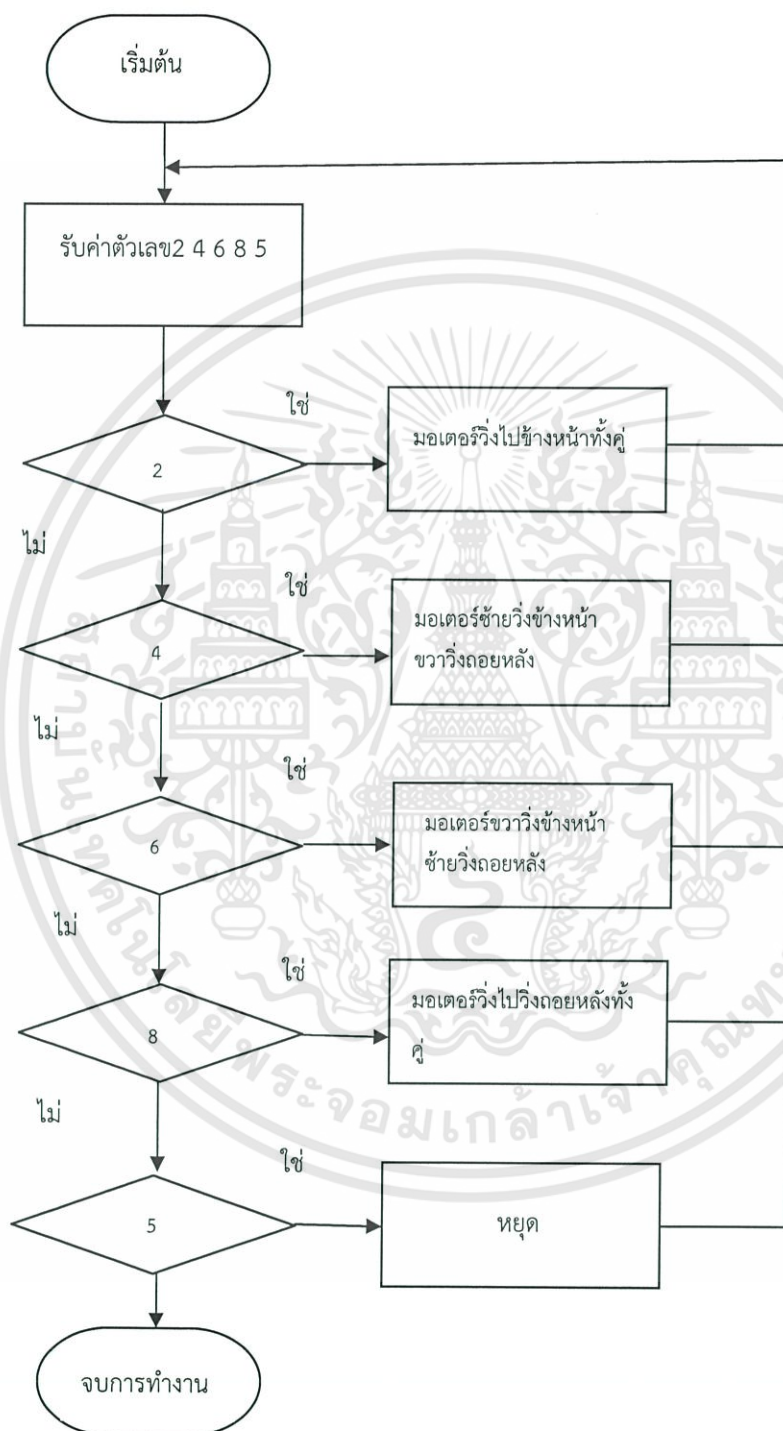 เริ่มต้น
รับค่าตัวเลข2 4 6 8 5
ใช่
มอเตอร์วิ่งไปข้างหน้าทั้งคู่
2
ไม่
ใช่
มอเตอร์ซ้ายวิ่งข้างหน้า
ขวาวิ่งถอยหลัง
4
ไม่
ใช่
มอเตอร์ขวาวิ่งข้างหน้า
ซ้ายวิ่งถอยหลัง
6
ไม่
ใช่
มอเตอร์วิ่งไปวิ่งถอยหลังทั้ง
คู่
8
ไม่
ใช่
หยุด
5
จบการทำงาน